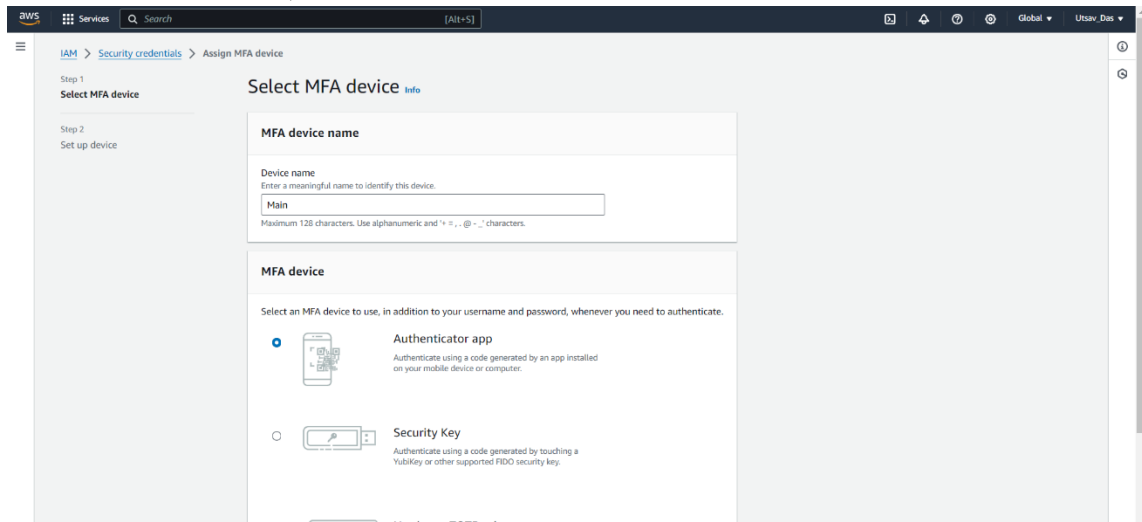 aws Services Search [Alt+S] Global Utsav_Das
IAM > Security credentials > Assign MFA device
Step 1
Select MFA device
Step 2
Set up device
Select MFA device Info
MFA device name
Device name
Enter a meaningful name to identify this device.
Main
Maximum 128 characters. Use alphanumeric and '+ = , . @ - _' characters.
MFA device
Select an MFA device to use, in addition to your username and password, whenever you need to authenticate.
Authenticator app
Authenticate using a code generated by an app installed
on your mobile device or computer.
Security Key
Authenticate using a code generated by touching a
YubiKey or other supported FIDO security key.